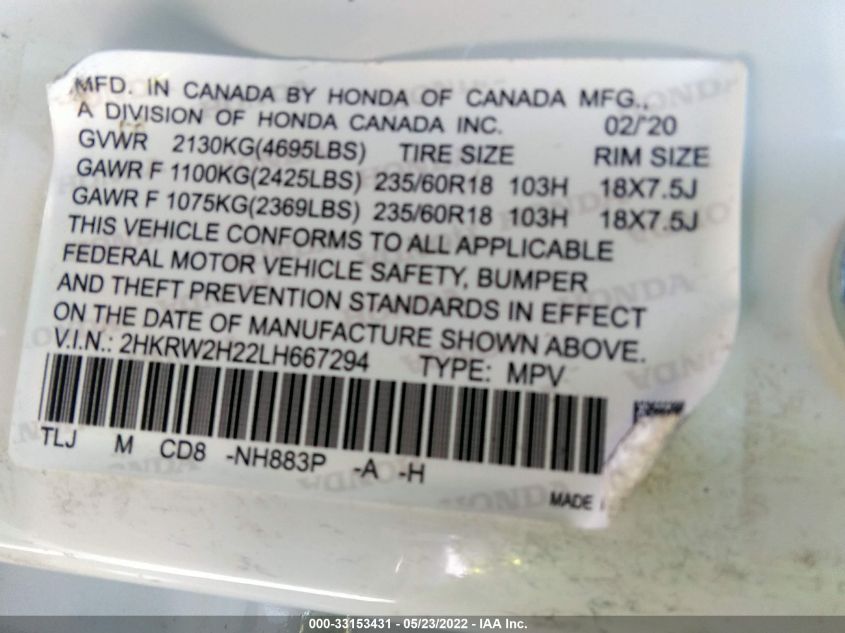 MFD. IN CANADA BY HONDA OF CANADA MFG.,
A DIVISION OF HONDA CANADA INC. 02/'20
GVWR 2130KG(4695LBS) TIRE SIZE RIM SIZE
GAWR F 1100KG(2425LBS) 235/60R18 103H 18X7.5J
GAWR F 1075KG(2369LBS) 235/60R18 103H 18X7.5J
THIS VEHICLE CONFORMS TO ALL APPLICABLE
FEDERAL MOTOR VEHICLE SAFETY, BUMPER
AND THEFT PREVENTION STANDARDS IN EFFECT
ON THE DATE OF MANUFACTURE SHOWN ABOVE.
V.I.N.: 2HKRW2H22LH667294 TYPE: MPV
TLJ M CD8 -NH883P -A -H
MADE
000-33153431 - 05/23/2022 - IAA Inc.